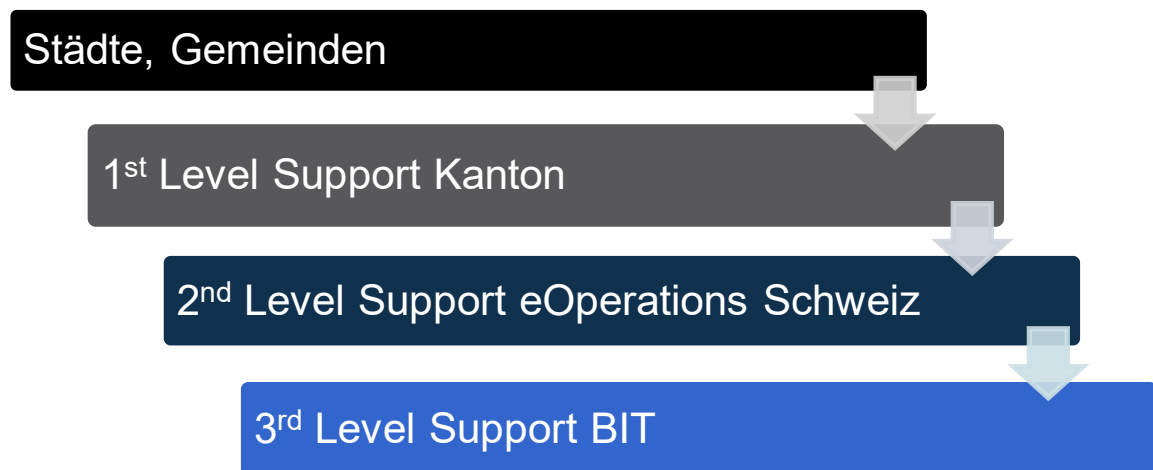 Städte, Gemeinden
1st Level Support Kanton
2nd Level Support eOperations Schweiz
3rd Level Support BIT